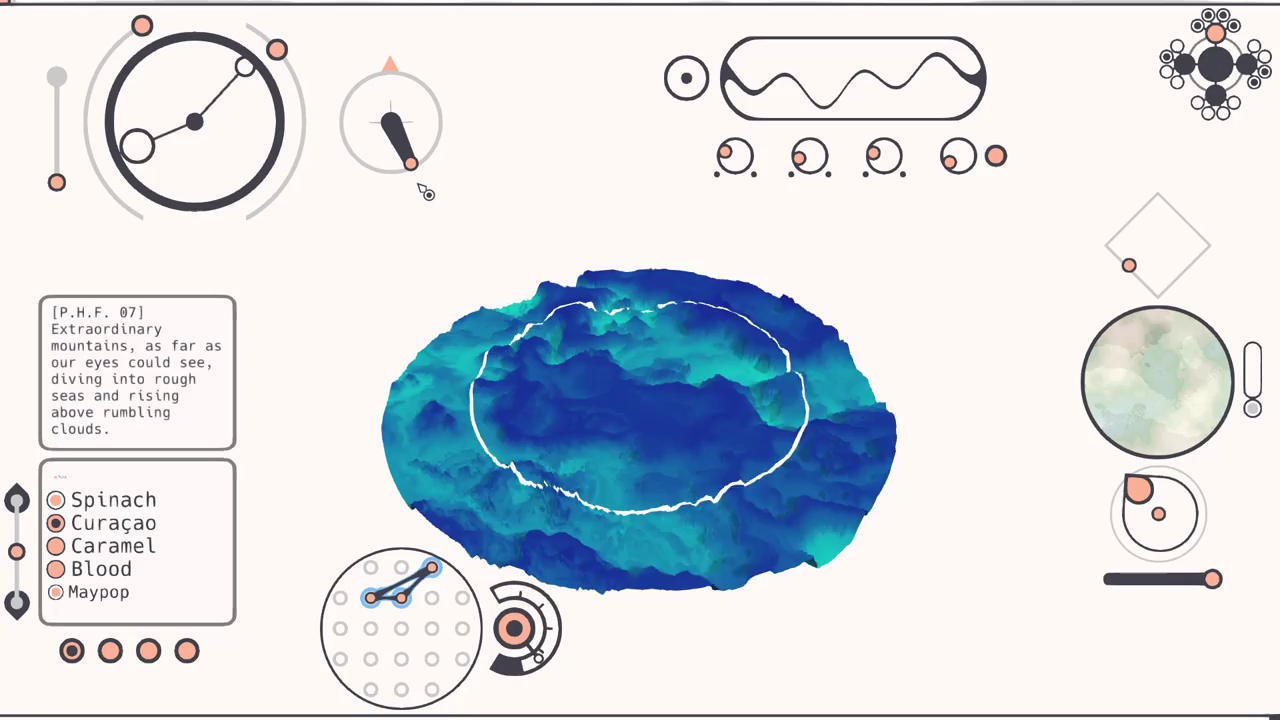 [P.H.F. 07]
Extraordinary
mountains, as far as
our eyes could see,
diving into rough
seas and rising
above rumbling
clouds.
Spinach
Curaçao
Caramel
Blood
Maypop